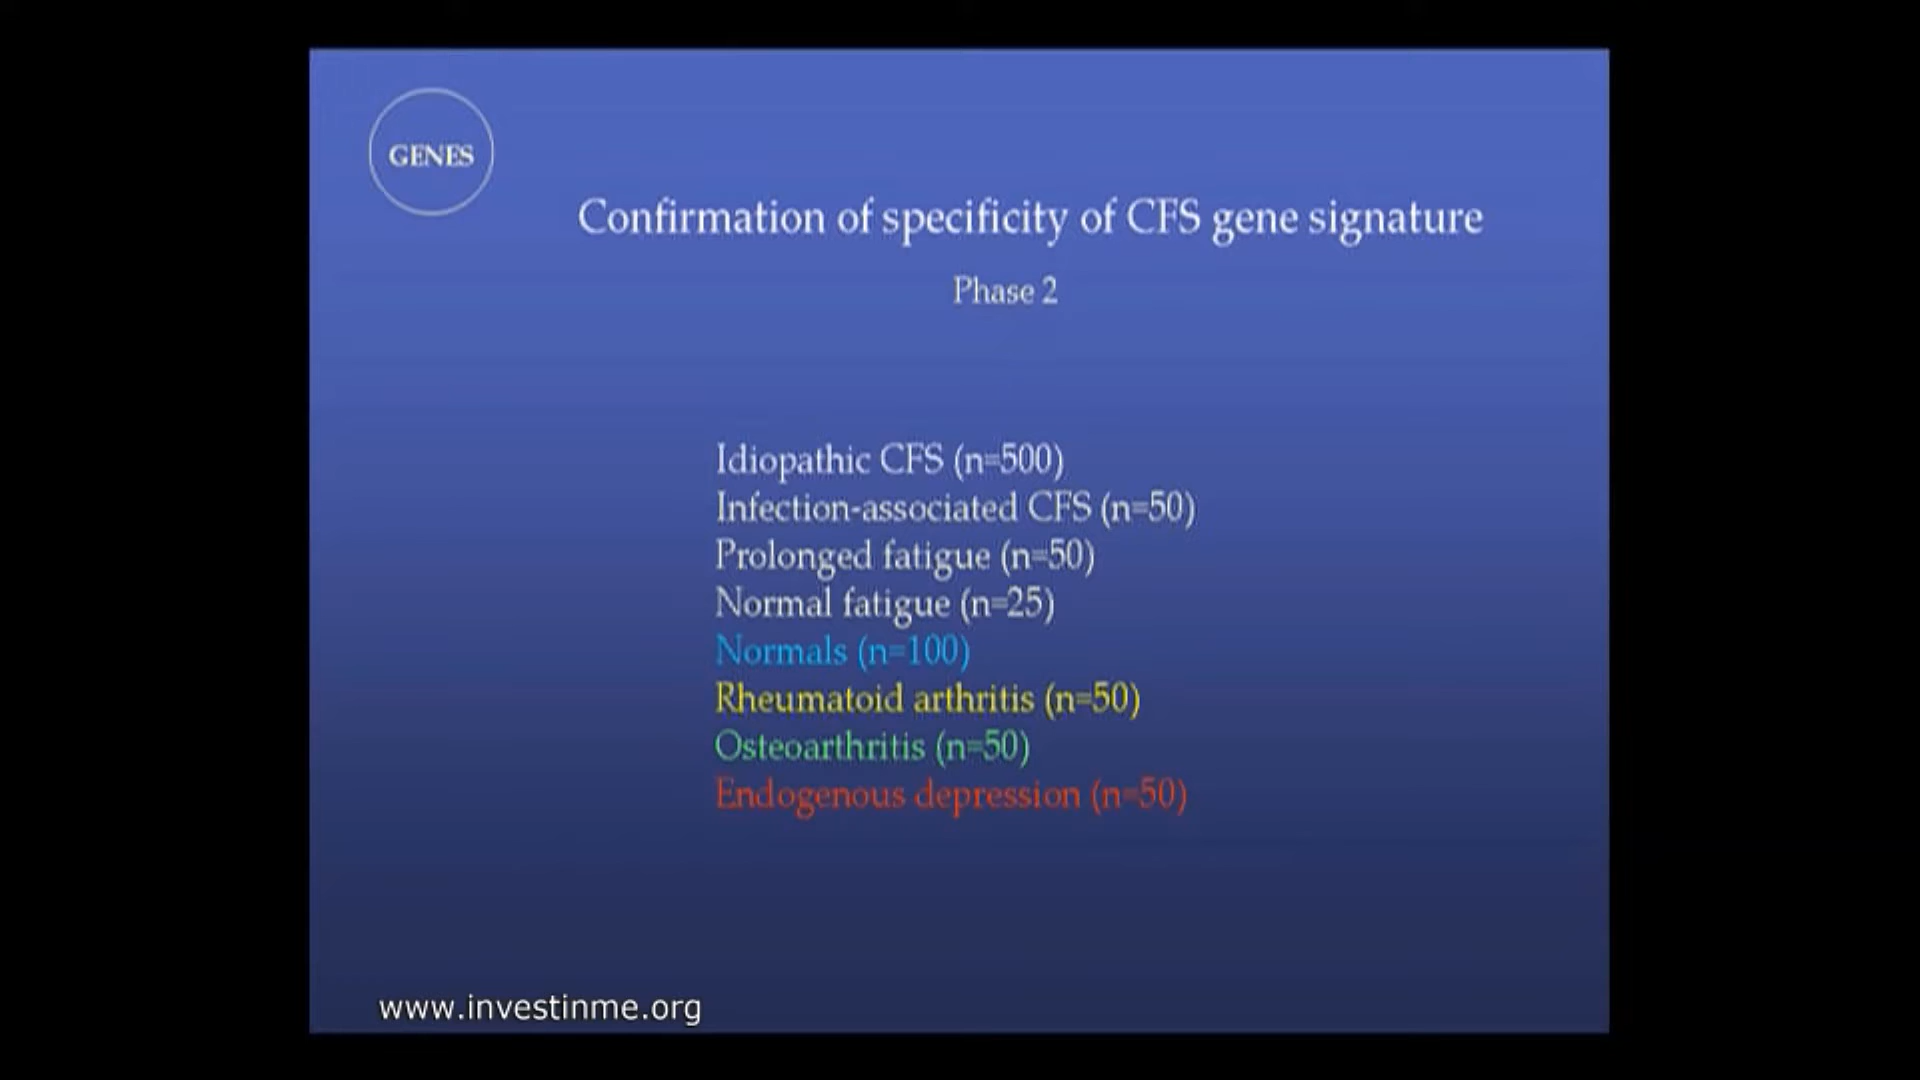 GENES
Confirmation of specificity of CFS gene signature
Phase 2
Idiopathic CFS (n=500)
Infection-associated CFS (n=50)
Prolonged fatigue (n=50)
Normal fatigue (n=25)
Normals (n=100)
Rheumatoid arthritis (n=50)
Osteoarthritis (n=50)
Endogenous depression (n=50)
www.investinme.org